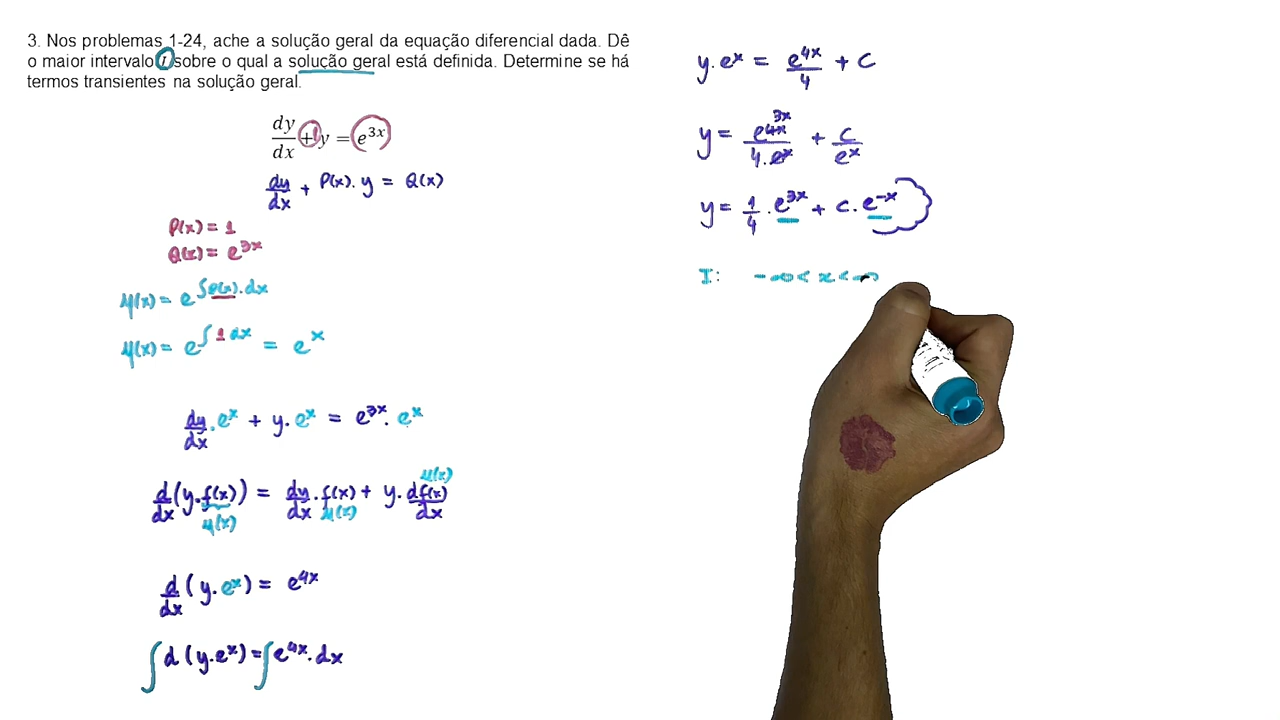 3. Nos problemas 1-24, ache a solução geral da equação diferencial dada. Dê
o maior intervalo I sobre o qual a solução geral está definida. Determine se há
termos transientes na solução geral.
dy/dx + 1y = e^{3x}
dy/dx + P(x). y = Q(x)
P(x) = 1
Q(x) = e^{3x}
μ(x) = e^{∫P(x).dx}
μ(x) = e^{∫1 dx} = e^x
dy/dx . e^x + y. e^x = e^{3x} . e^x
d/dx (y. f(x)) = dy/dx . f(x) + y. df(x)/dx
μ(x) μ(x) μ(x)
d/dx (y. e^x) = e^{4x}
∫d (y.e^x) = ∫e^{4x} . dx
y. e^x = e^{4x}/4 + C
y = e^{4x}/4. e^x + C/e^x
3x
y = 1/4 . e^{3x} + C. e^{-x}
I: -∞ < x < ∞